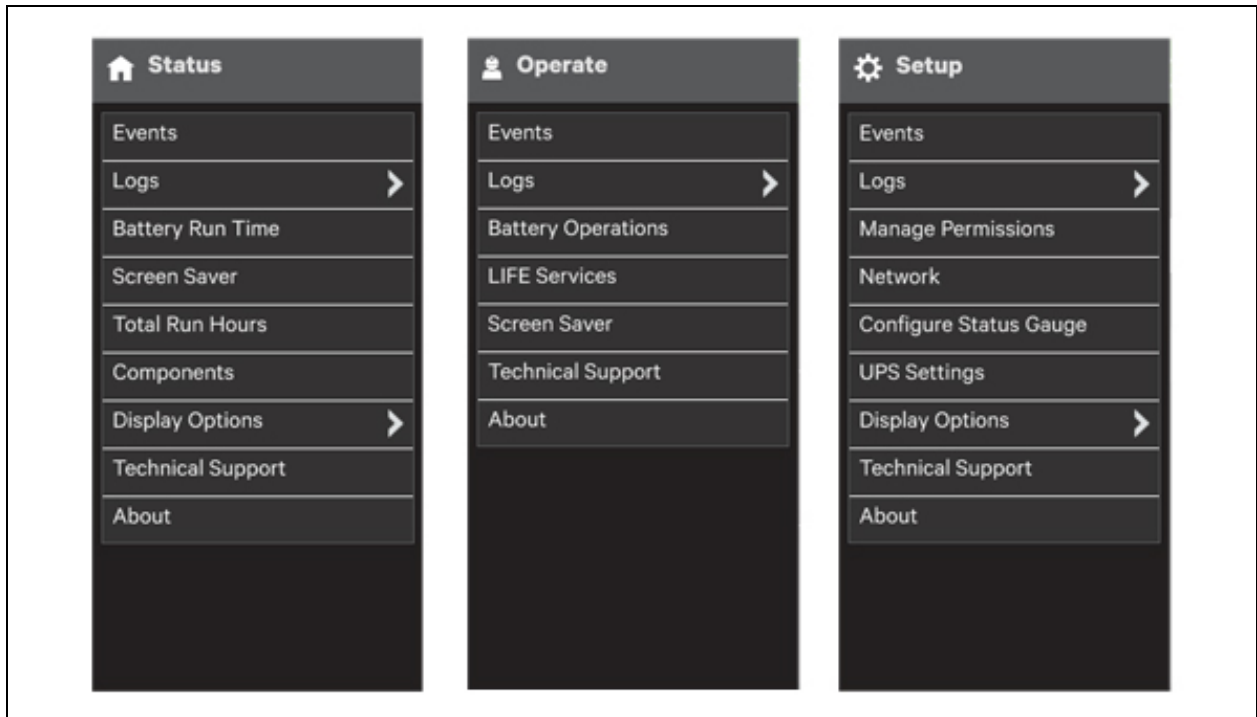 Status
Events
Logs
Battery Run Time
Screen Saver
Total Run Hours
Components
Display Options
Technical Support
About
Operate
Events
Logs
Battery Operations
LIFE Services
Screen Saver
Technical Support
About
Setup
Events
Logs
Manage Permissions
Network
Configure Status Gauge
UPS Settings
Display Options
Technical Support
About